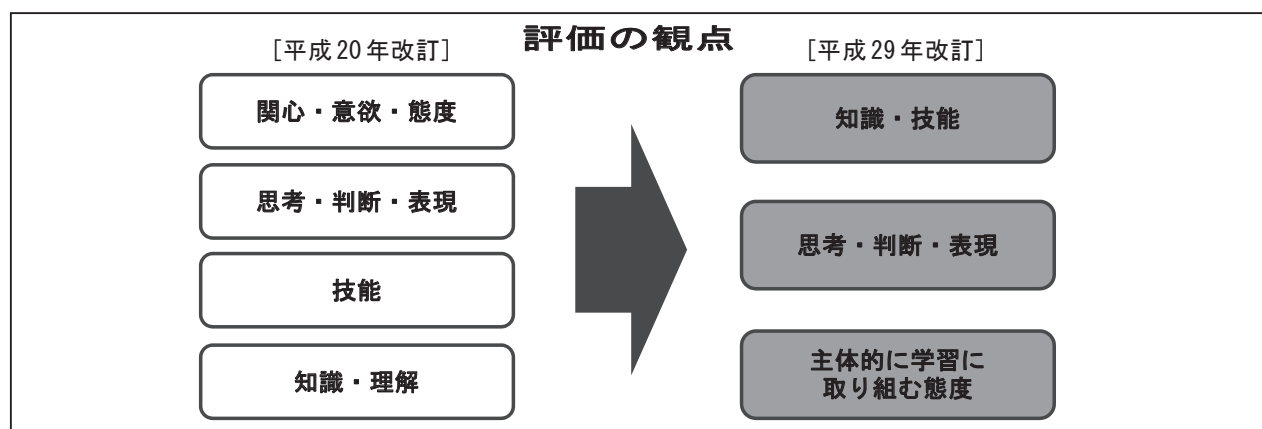 評価の観点
[平成20年改訂]
関心・意欲・態度
思考・判断・表現
技能
知識・理解
[平成29年改訂]
知識・技能
思考・判断・表現
主体的に学習に
取り組む態度